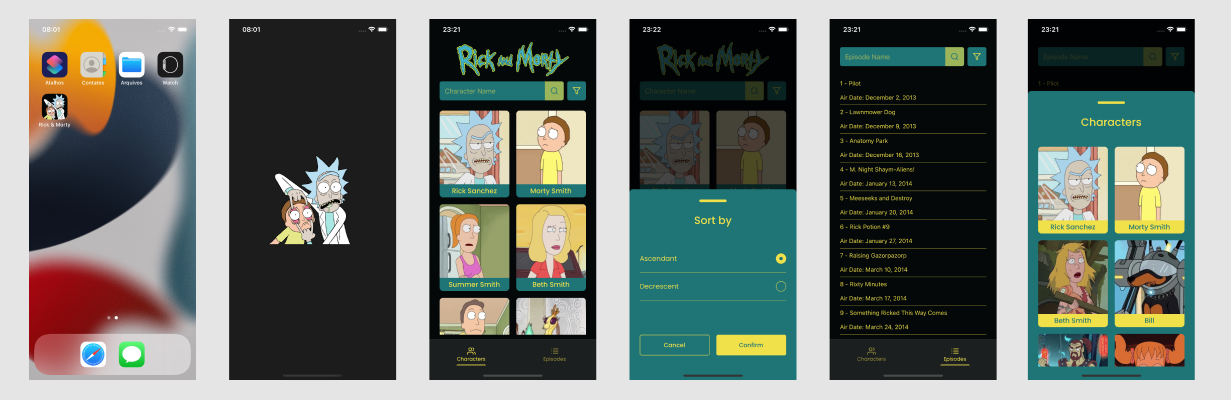 08:01
Atalhos
Contatos
Arquivos
Watch
Rick & Morty
08:01
23:21
Rick and Morty
Character Name
Rick Sanchez
Morty Smith
Summer Smith
Beth Smith
Characters
Episodes
23:22
Rick and Morty
Character Name
Sort by
Ascendant
Decrescent
Cancel
Confirm
23:21
Episode Name
1 - Pilot
Air Date: December 2, 2013
2 - Lawnmower Dog
Air Date: December 9, 2013
3 - Anatomy Park
Air Date: December 16, 2013
4 - M. Night Shaym-Aliens!
Air Date: January 13, 2014
5 - Meeseeks and Destroy
Air Date: January 20, 2014
6 - Rick Potion #9
Air Date: January 27, 2014
7 - Raising Gazorpazorp
Air Date: March 10, 2014
8 - Rixty Minutes
Air Date: March 17, 2014
9 - Something Ricked This Way Comes
Air Date: March 24, 2014
Characters
Episodes
23:21
Episode Name
1 - Pilot
Characters
Rick Sanchez
Morty Smith
Beth Smith
Bill